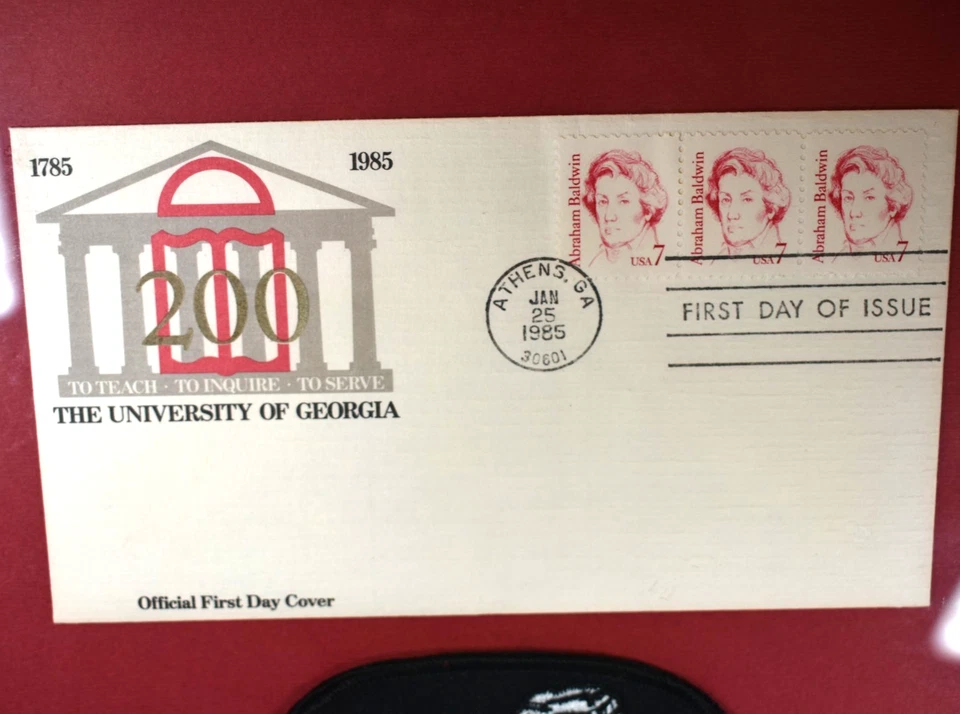 1785
1985
200
TO TEACH · TO INQUIRE · TO SERVE
THE UNIVERSITY OF GEORGIA
Official First Day Cover
Abraham Baldwin
USA 7
Abraham Baldwin
USA 7
Abraham Baldwin
USA 7
ATHENS, GA
JAN
25
1985
30601
FIRST DAY OF ISSUE